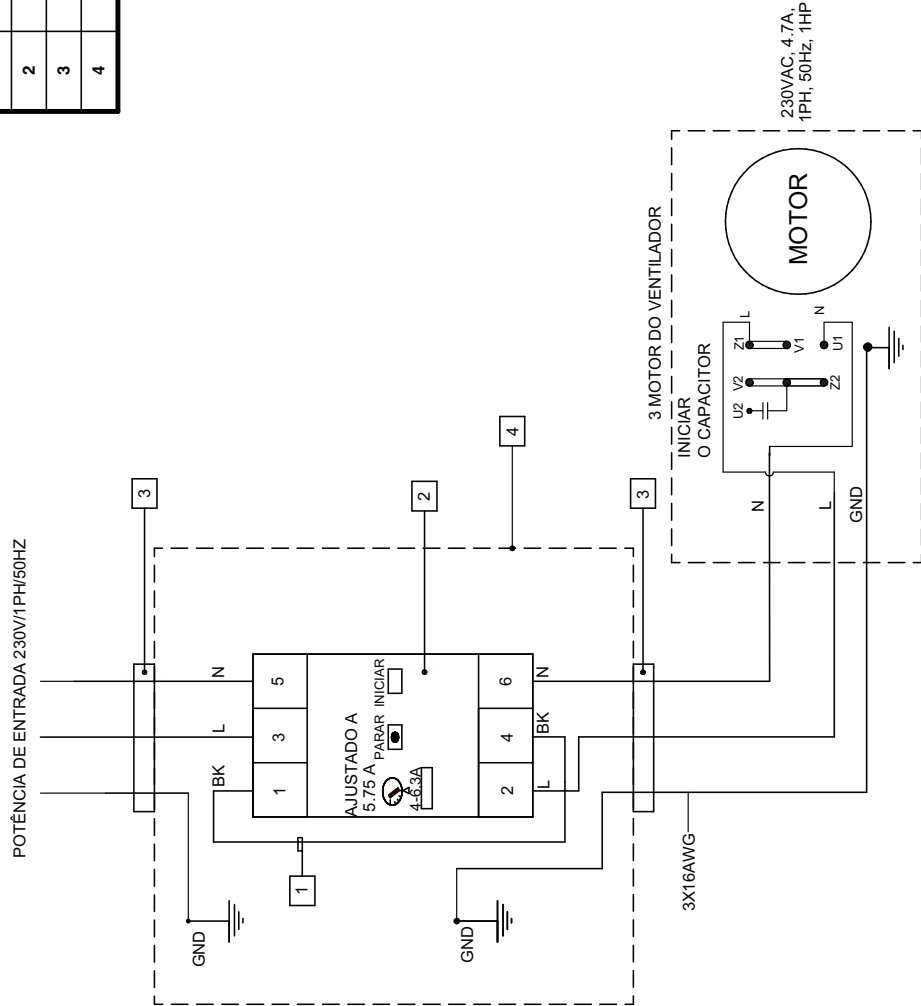 2
3
4
POTÊNCIA DE ENTRADA 230V/1PH/50HZ
3
BK
L
N
1
3
5
AJUSTADO A
5.75 A
PARAR
INICIAR
4-6.3A
2
4
6
L
BK
N
1
2
4
GND
GND
3
3X16AWG
3 MOTOR DO VENTILADOR
INICIAR
O CAPACITOR
N
L
GND
U2
V2
Z2
Z1
V1
U1
L
N
MOTOR
230VAC, 4.7A,
1PH, 50Hz, 1HP